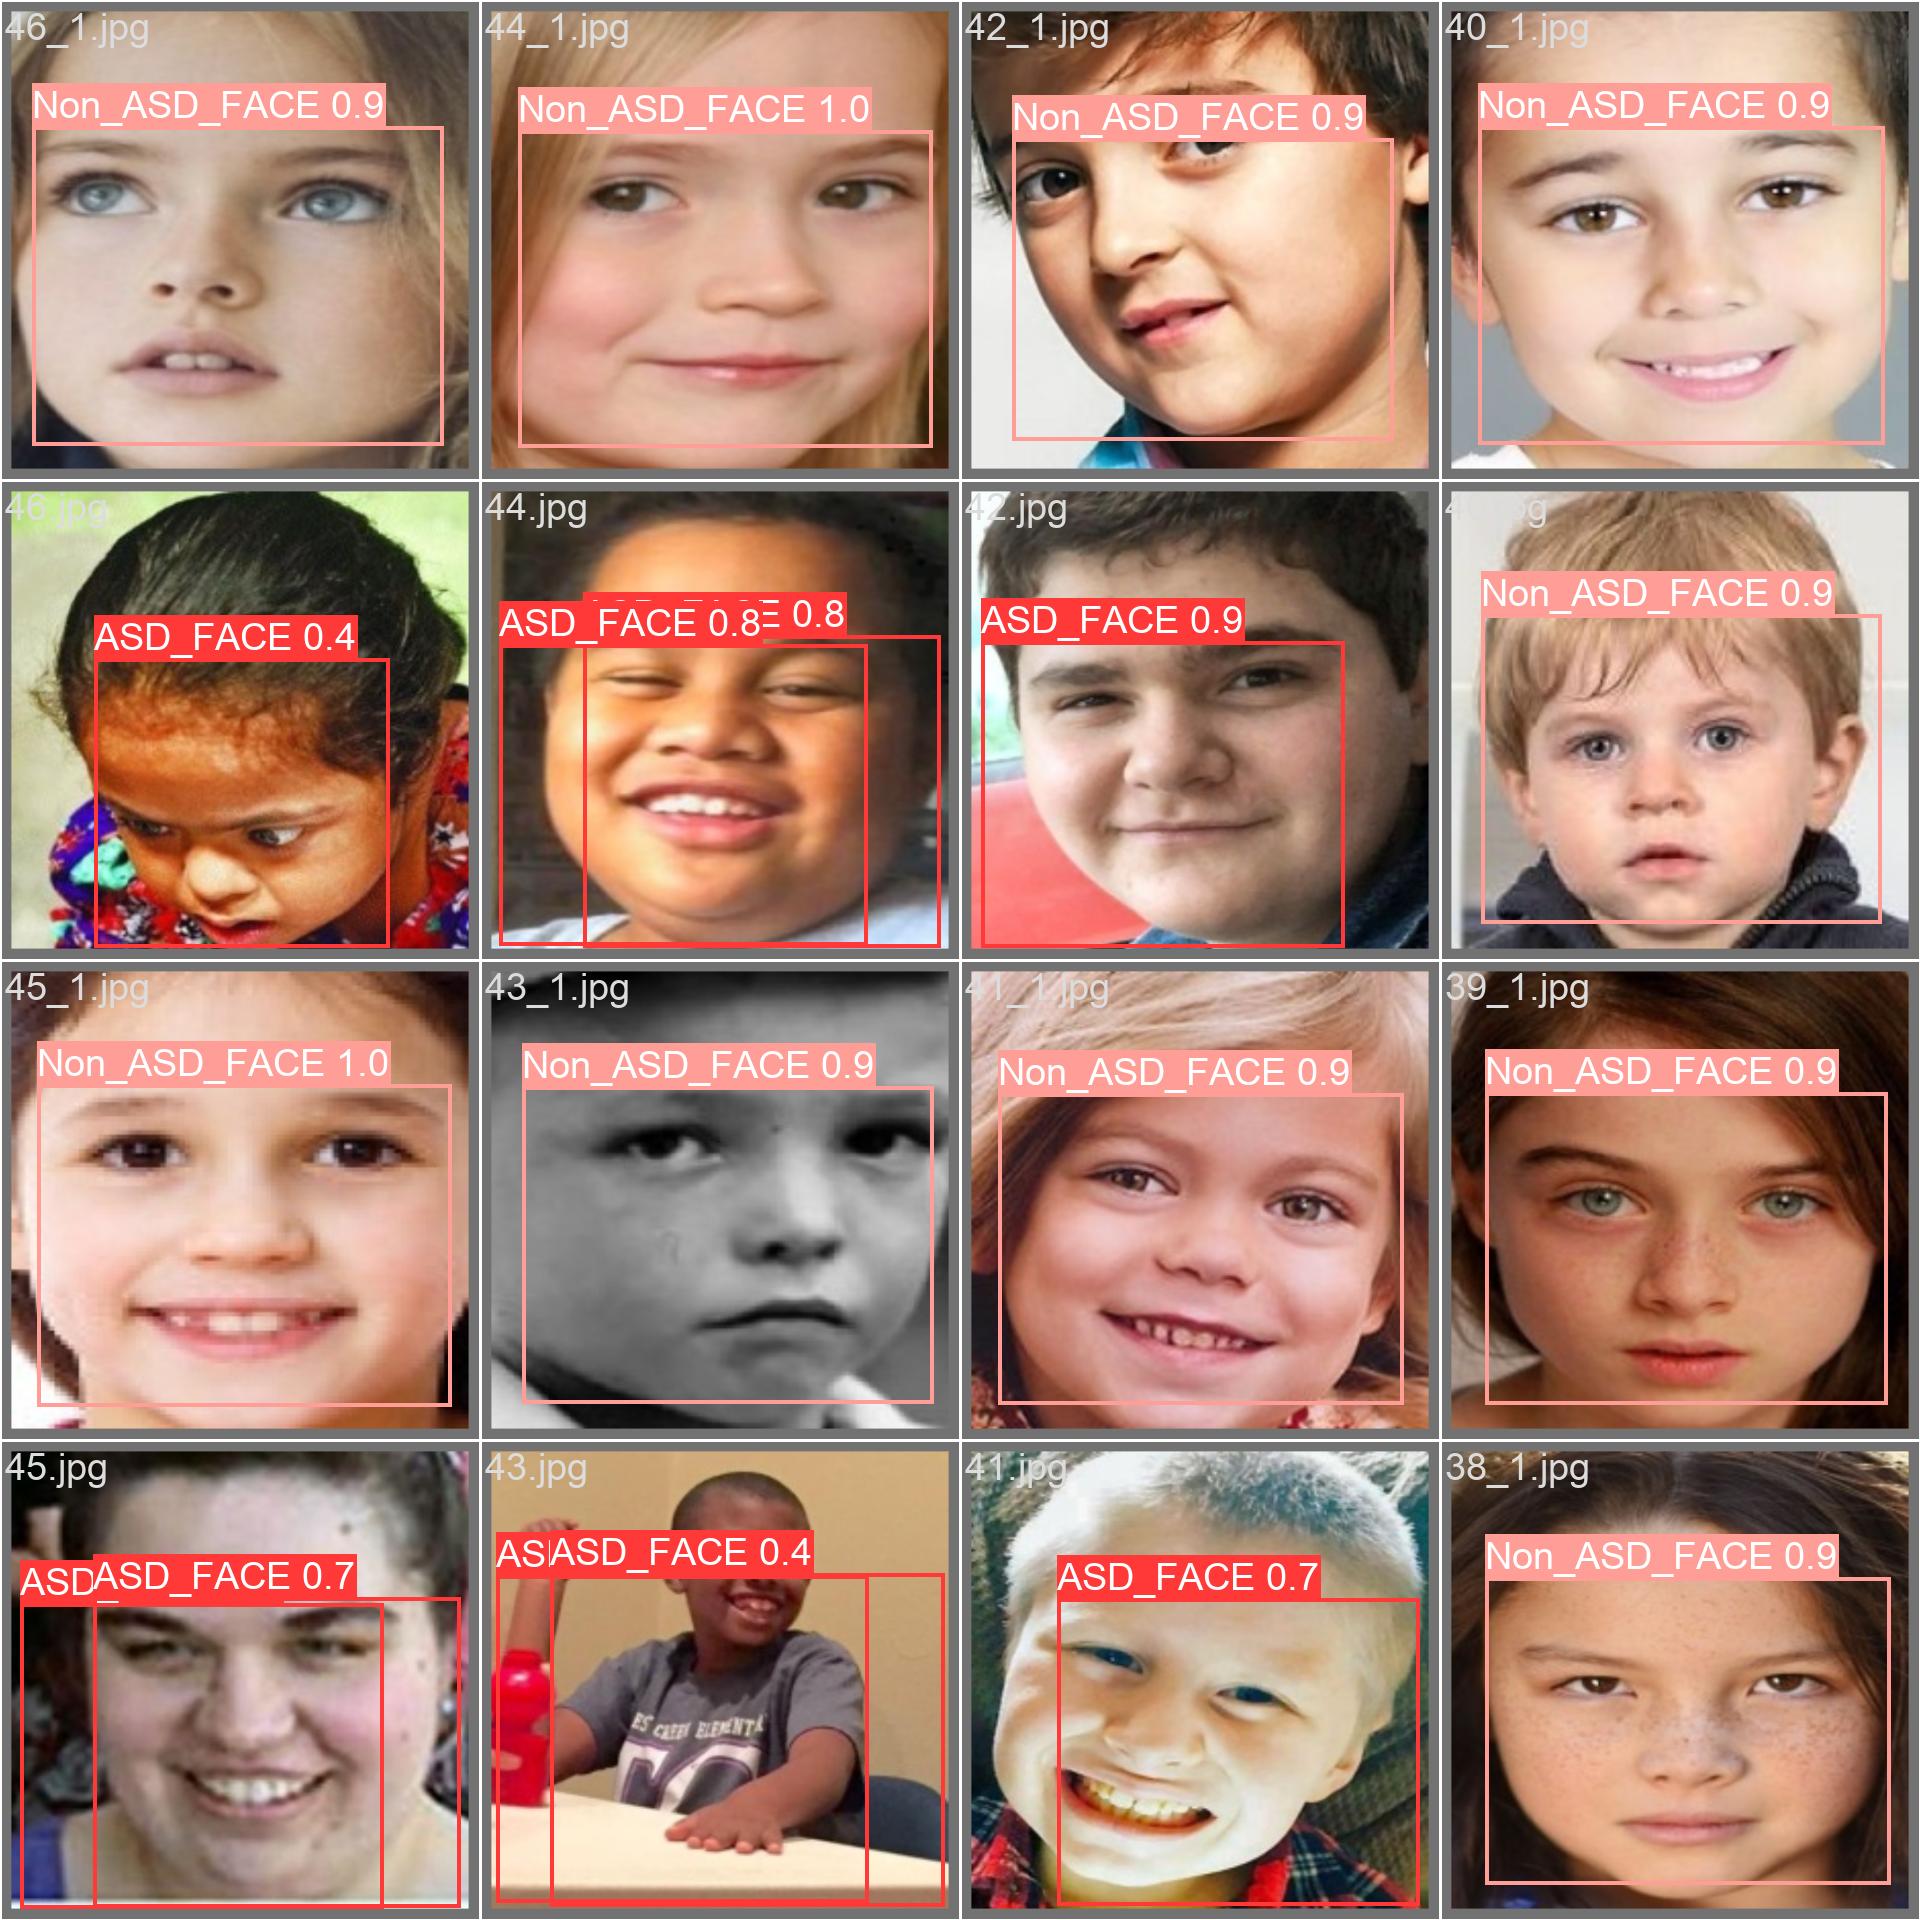 46_1.jpg
Non_ASD_FACE 0.9
44_1.jpg
Non_ASD_FACE 1.0
42_1.jpg
Non_ASD_FACE 0.9
40_1.jpg
Non_ASD_FACE 0.9
46.jpg
ASD_FACE 0.4
44.jpg
0.8
ASD_FACE 0.8
42.jpg
ASD_FACE 0.9
Non_ASD_FACE 0.9
45_1.jpg
Non_ASD_FACE 1.0
43_1.jpg
Non_ASD_FACE 0.9
41_1.jpg
Non_ASD_FACE 0.9
39_1.jpg
Non_ASD_FACE 0.9
45.jpg
ASD
ASD_FACE 0.7
43.jpg
AS
ASD_FACE 0.4
41.jpg
ASD_FACE 0.7
38_1.jpg
Non_ASD_FACE 0.9